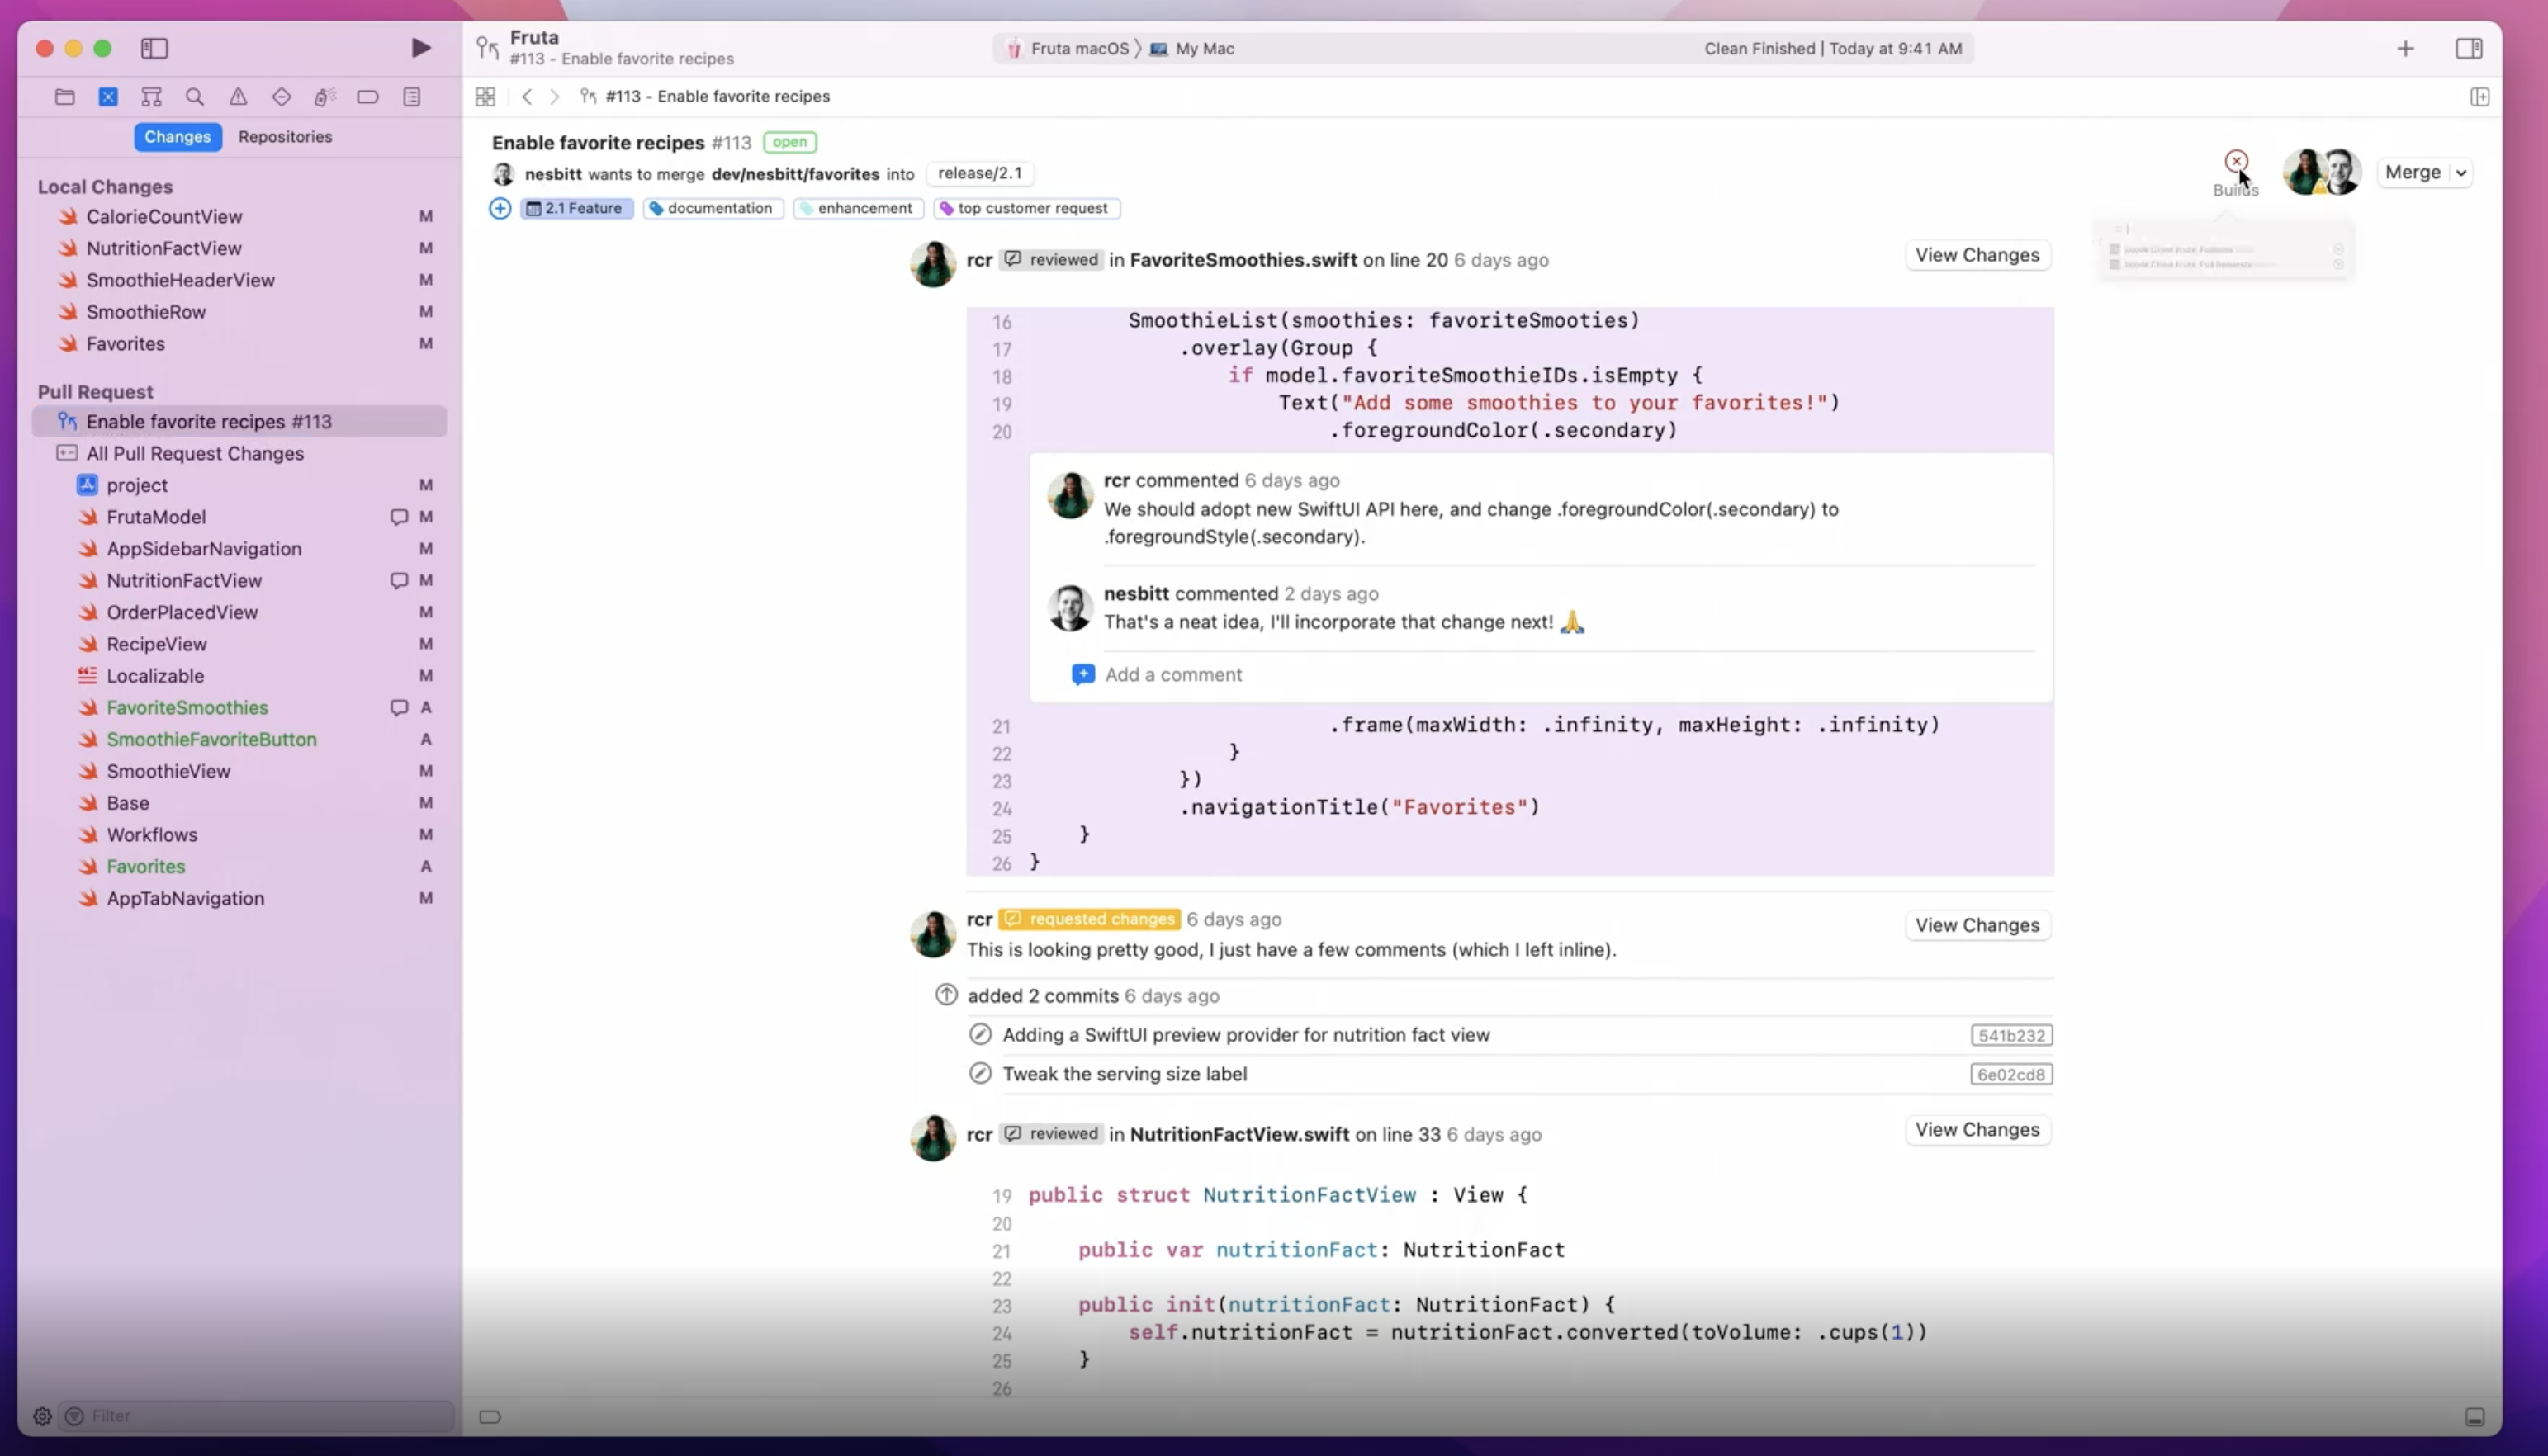 Fruta
#113 - Enable favorite recipes
Fruta macOS 〉 My Mac
Clean Finished | Today at 9:41 AM
#113 - Enable favorite recipes
Changes
Repositories
Local Changes
CalorieCountView M
NutritionFactView M
SmoothieHeaderView M
SmoothieRow M
Favorites M
Pull Request
Enable favorite recipes #113
All Pull Request Changes
project M
FrutaModel M
AppSidebarNavigation M
NutritionFactView M
OrderPlacedView M
RecipeView M
Localizable M
FavoriteSmoothies A
SmoothieFavoriteButton A
SmoothieView M
Base M
Workflows M
Favorites A
AppTabNavigation M
Filter
Enable favorite recipes #113 open
nesbitt wants to merge dev/nesbitt/favorites into release/2.1
2.1 Feature documentation enhancement top customer request
Builds
Merge
rcr reviewed in FavoriteSmoothies.swift on line 20 6 days ago
View Changes
16 SmoothieList(smoothies: favoriteSmooties)
17 .overlay(Group {
18 if model.favoriteSmoothieIDs.isEmpty {
19 Text("Add some smoothies to your favorites!")
20 .foregroundColor(.secondary)
rcr commented 6 days ago
We should adopt new SwiftUI API here, and change .foregroundColor(.secondary) to
.foregroundStyle(.secondary).
nesbitt commented 2 days ago
That's a neat idea, I'll incorporate that change next! 🙏
Add a comment
21 .frame(maxWidth: .infinity, maxHeight: .infinity)
22 }
23 })
24 .navigationTitle("Favorites")
25 }
26 }
rcr requested changes 6 days ago
View Changes
This is looking pretty good, I just have a few comments (which I left inline).
added 2 commits 6 days ago
Adding a SwiftUI preview provider for nutrition fact view 541b232
Tweak the serving size label 6e02cd8
rcr reviewed in NutritionFactView.swift on line 33 6 days ago
View Changes
19 public struct NutritionFactView : View {
20
21 public var nutritionFact: NutritionFact
22
23 public init(nutritionFact: NutritionFact) {
24 self.nutritionFact = nutritionFact.converted(toVolume: .cups(1))
25 }
26